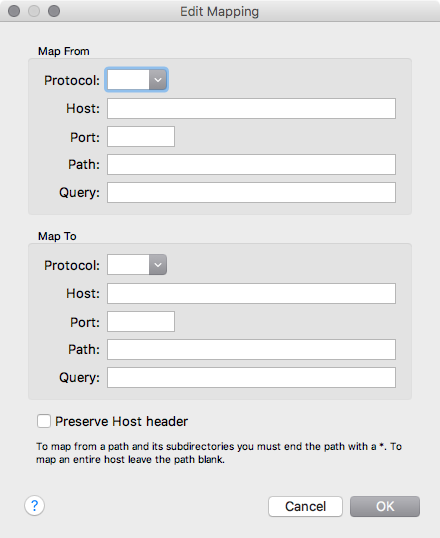 Edit Mapping
Map From
Protocol:
Host:
Port:
Path:
Query:
Map To
Protocol:
Host:
Port:
Path:
Query:
Preserve Host header
To map from a path and its subdirectories you must end the path with a *. To
map an entire host leave the path blank.
?
Cancel
OK